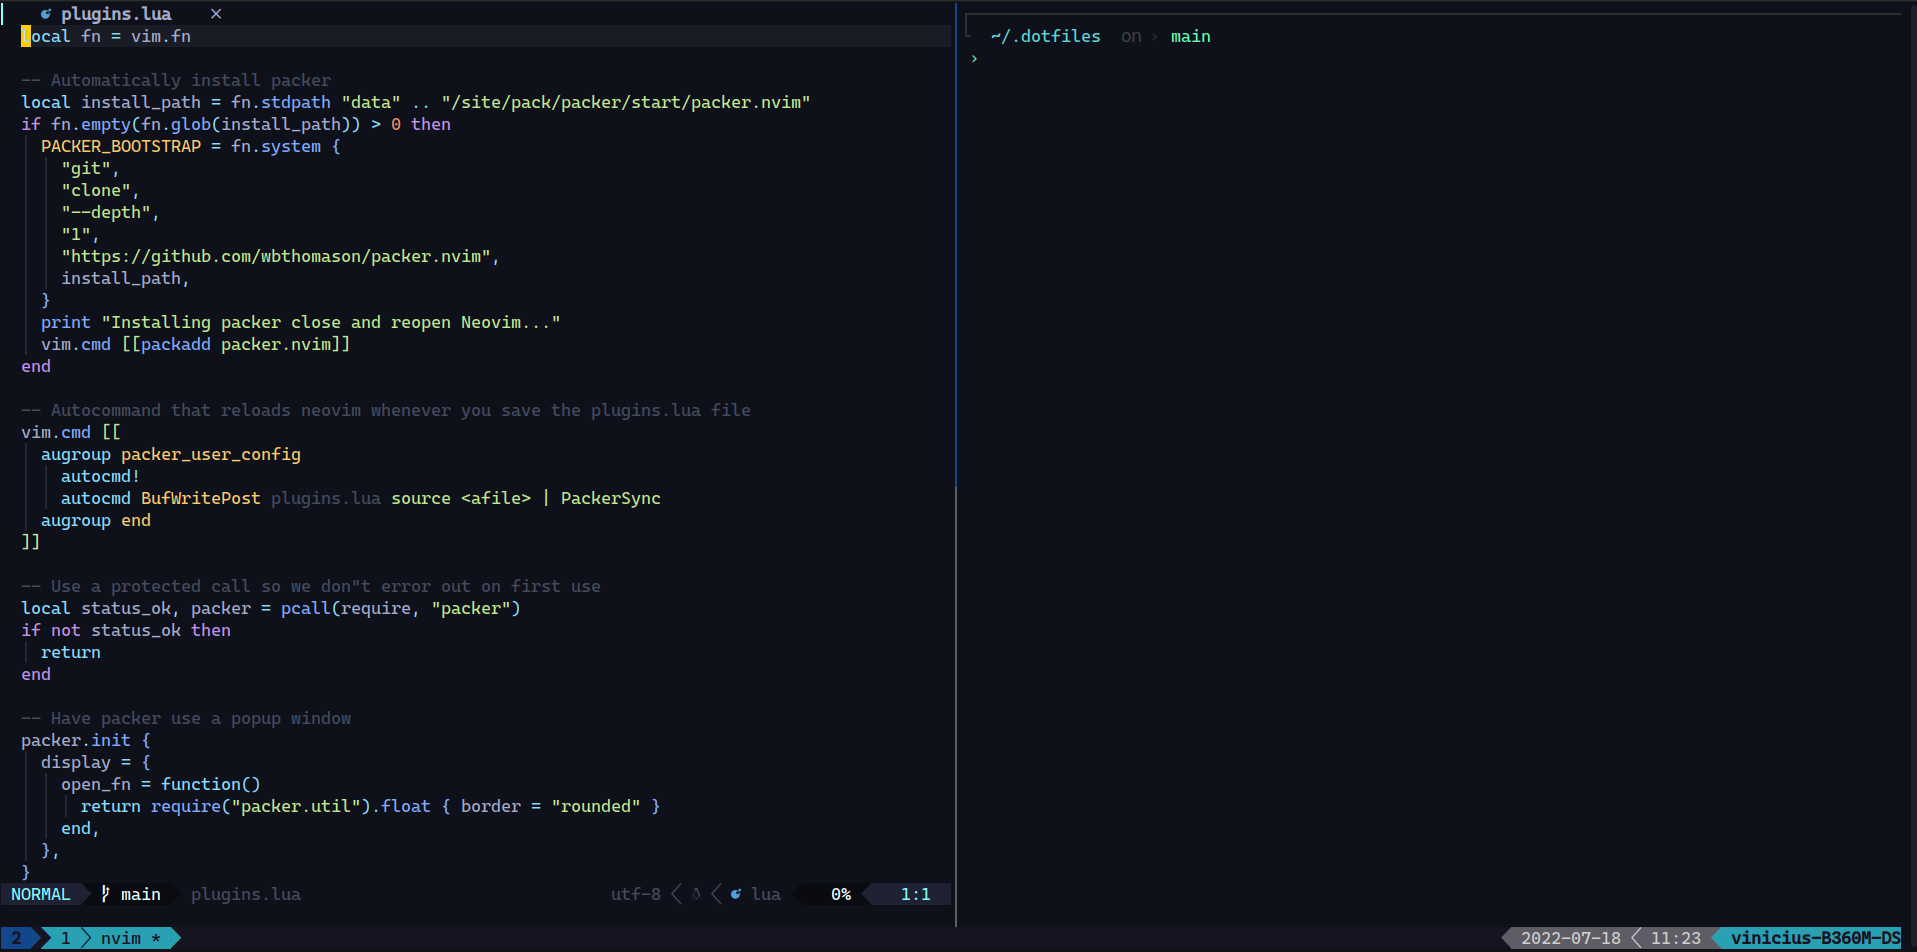 plugins.lua ×
local fn = vim.fn
-- Automatically install packer
local install_path = fn.stdpath "data" .. "/site/pack/packer/start/packer.nvim"
if fn.empty(fn.glob(install_path)) > 0 then
PACKER_BOOTSTRAP = fn.system {
"git",
"clone",
"--depth",
"1",
"https://github.com/wbthomason/packer.nvim",
install_path,
}
print "Installing packer close and reopen Neovim..."
vim.cmd [[packadd packer.nvim]]
end
-- Autocommand that reloads neovim whenever you save the plugins.lua file
vim.cmd [[
augroup packer_user_config
autocmd!
autocmd BufWritePost plugins.lua source <afile> | PackerSync
augroup end
]]
-- Use a protected call so we don"t error out on first use
local status_ok, packer = pcall(require, "packer")
if not status_ok then
return
end
-- Have packer use a popup window
packer.init {
display = {
open_fn = function()
return require("packer.util").float { border = "rounded" }
end,
},
}
NORMAL main plugins.lua utf-8 lua 0% 1:1
~/.dotfiles on › main
›
2 1 nvim * 2022-07-18 11:23 vinicius-B360M-DS